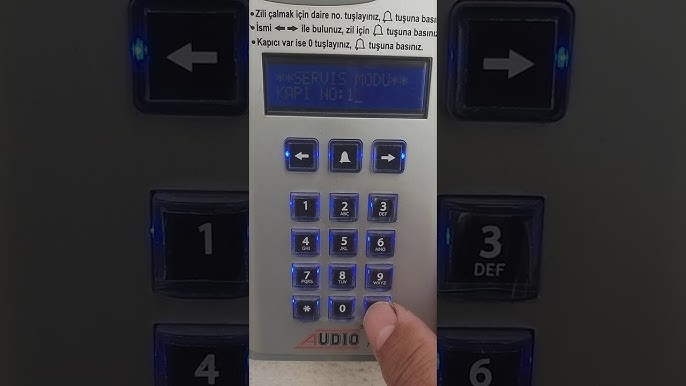 •Zili çalmak için daire no. tuşlayınız, tuşuna basınız
•İsmi ile bulunuz, zil için tuşuna basınız
•Kapıcı var ise 0 tuşlayınız, tuşuna basınız.
**SERVIS MODU**
KAPI NO:1_
1 2 ABC 3 DEF
4 GHI 5 JKL 6 MNO
7 PQRS 8 TUV 9 WXYZ
* 0
AUDIO
1
3 DEF
4
6